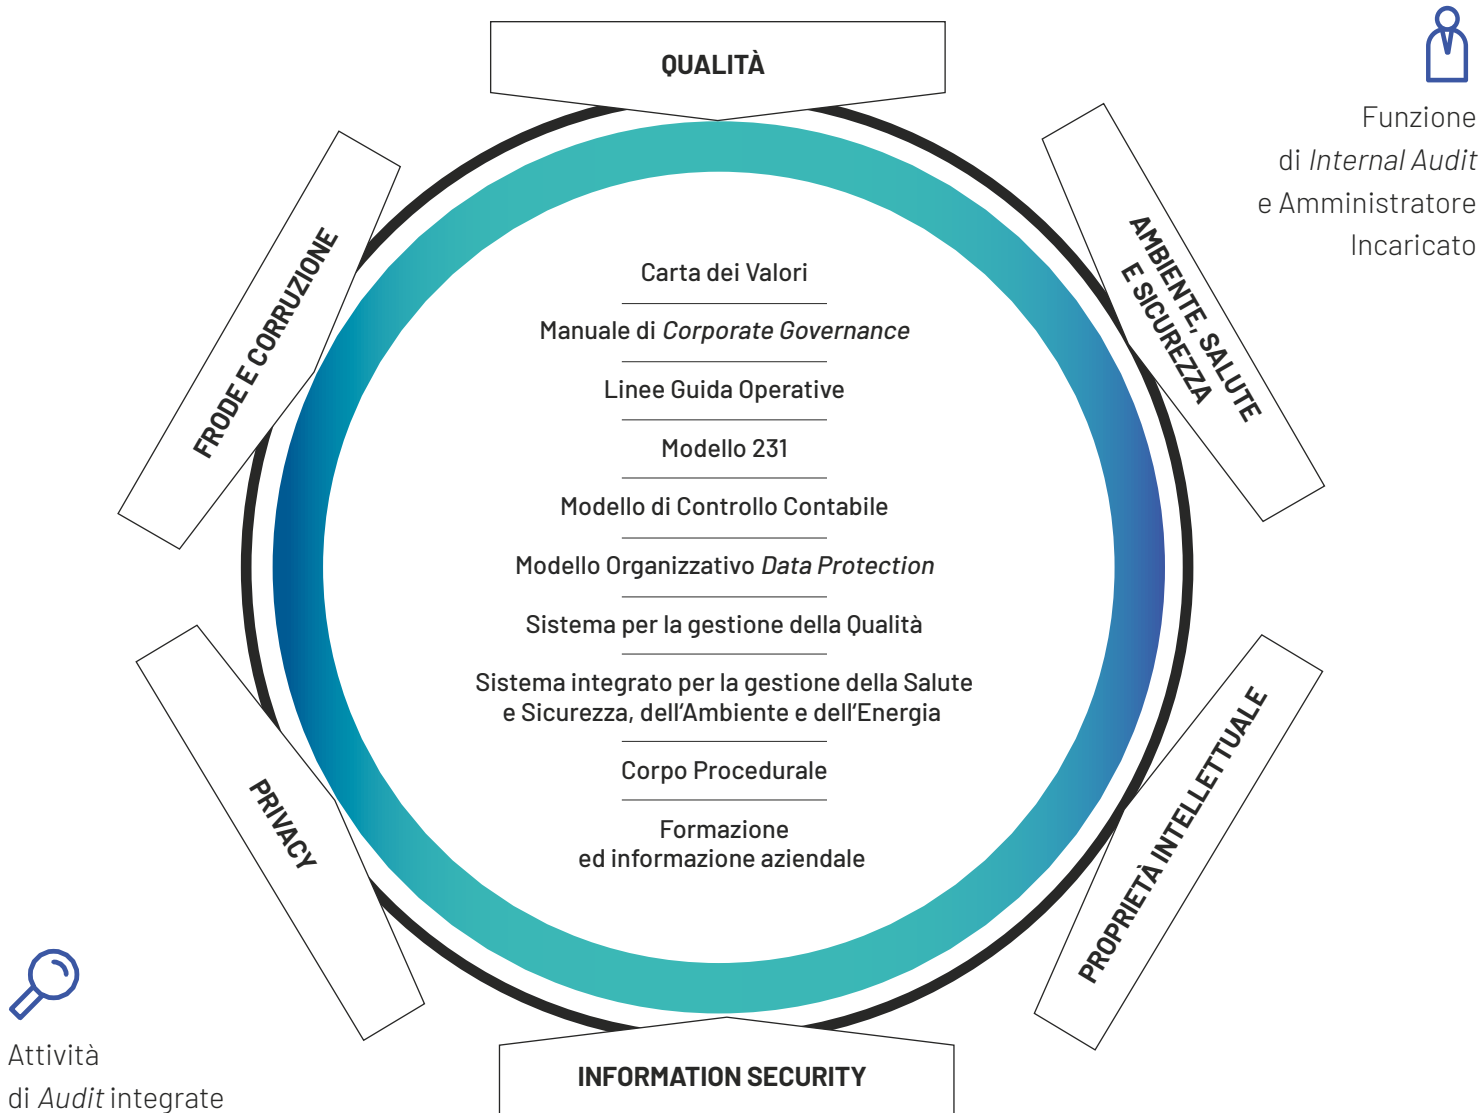 QUALITÀ
Funzione
di Internal Audit
e Amministratore
Incaricato
FRODE E CORRUZIONE
AMBIENTE, SALUTE
E SICUREZZA
Carta dei Valori
Manuale di Corporate Governance
Linee Guida Operative
Modello 231
Modello di Controllo Contabile
Modello Organizzativo Data Protection
Sistema per la gestione della Qualità
Sistema integrato per la gestione della Salute
e Sicurezza, dell'Ambiente e dell'Energia
Corpo Procedurale
Formazione
ed informazione aziendale
PRIVACY
PROPRIETÀ INTELLETTUALE
Attività
di Audit integrate
INFORMATION SECURITY